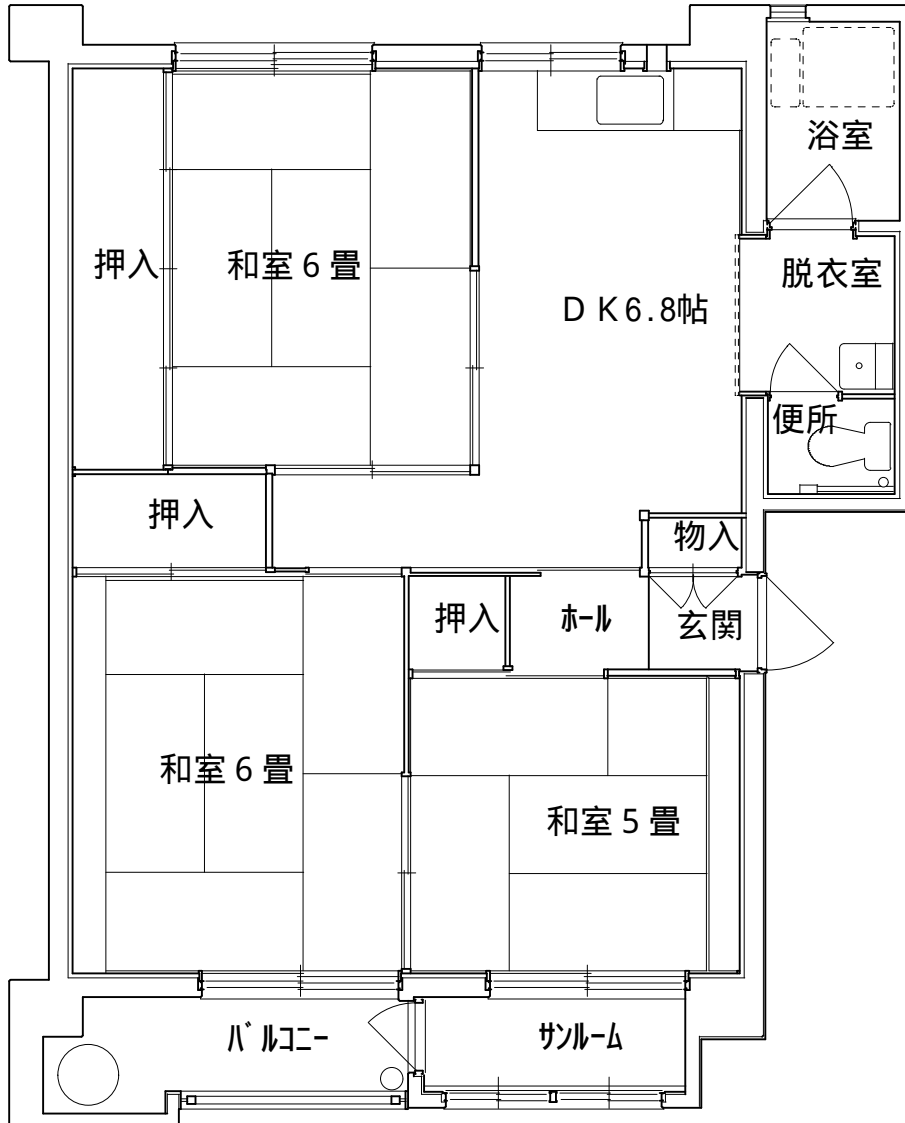 浴室
押入
和室６畳
脱衣室
ＤＫ6.8帖
便所
押入
物入
押入
ﾎｰﾙ
玄関
和室６畳
和室５畳
ﾊﾞﾙｺﾆｰ
ｻﾝﾙｰﾑ